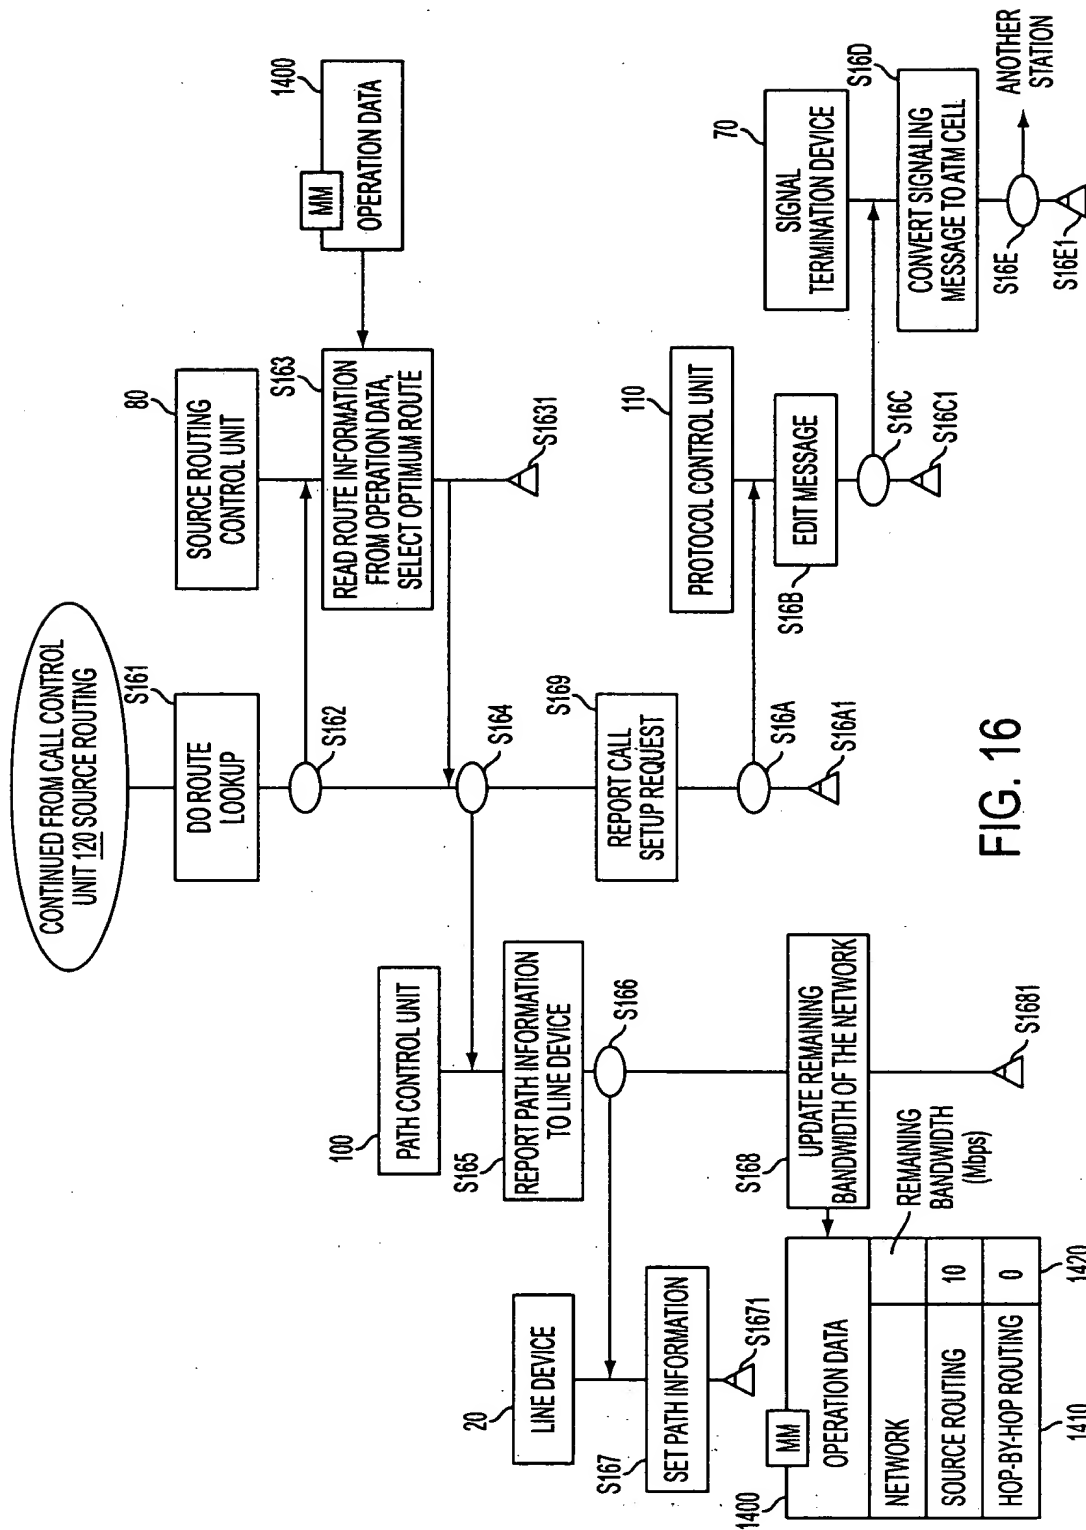 CONTINUED FROM CALL CONTROL
UNIT 120 SOURCE ROUTING
S161
DO ROUTE
LOOKUP
S162
80
SOURCE ROUTING
CONTROL UNIT
S163
READ ROUTE INFORMATION
FROM OPERATION DATA,
SELECT OPTIMUM ROUTE
S1631
1400
MM
OPERATION DATA
S164
100
PATH CONTROL UNIT
S165
REPORT PATH INFORMATION
TO LINE DEVICE
S166
20
LINE DEVICE
S167
SET PATH INFORMATION
S1671
S168
UPDATE REMAINING
BANDWIDTH OF THE NETWORK
S1681
1400
MM
OPERATION DATA
REMAINING
BANDWIDTH
(Mbps)
NETWORK
SOURCE ROUTING 10
HOP-BY-HOP ROUTING 0
1410
1420
S169
REPORT CALL
SETUP REQUEST
S16A
S16A1
110
PROTOCOL CONTROL UNIT
S16B
EDIT MESSAGE
S16C
S16C1
70
SIGNAL
TERMINATION DEVICE
S16D
CONVERT SIGNALING
MESSAGE TO ATM CELL
S16E
ANOTHER
STATION
S16E1
FIG. 16